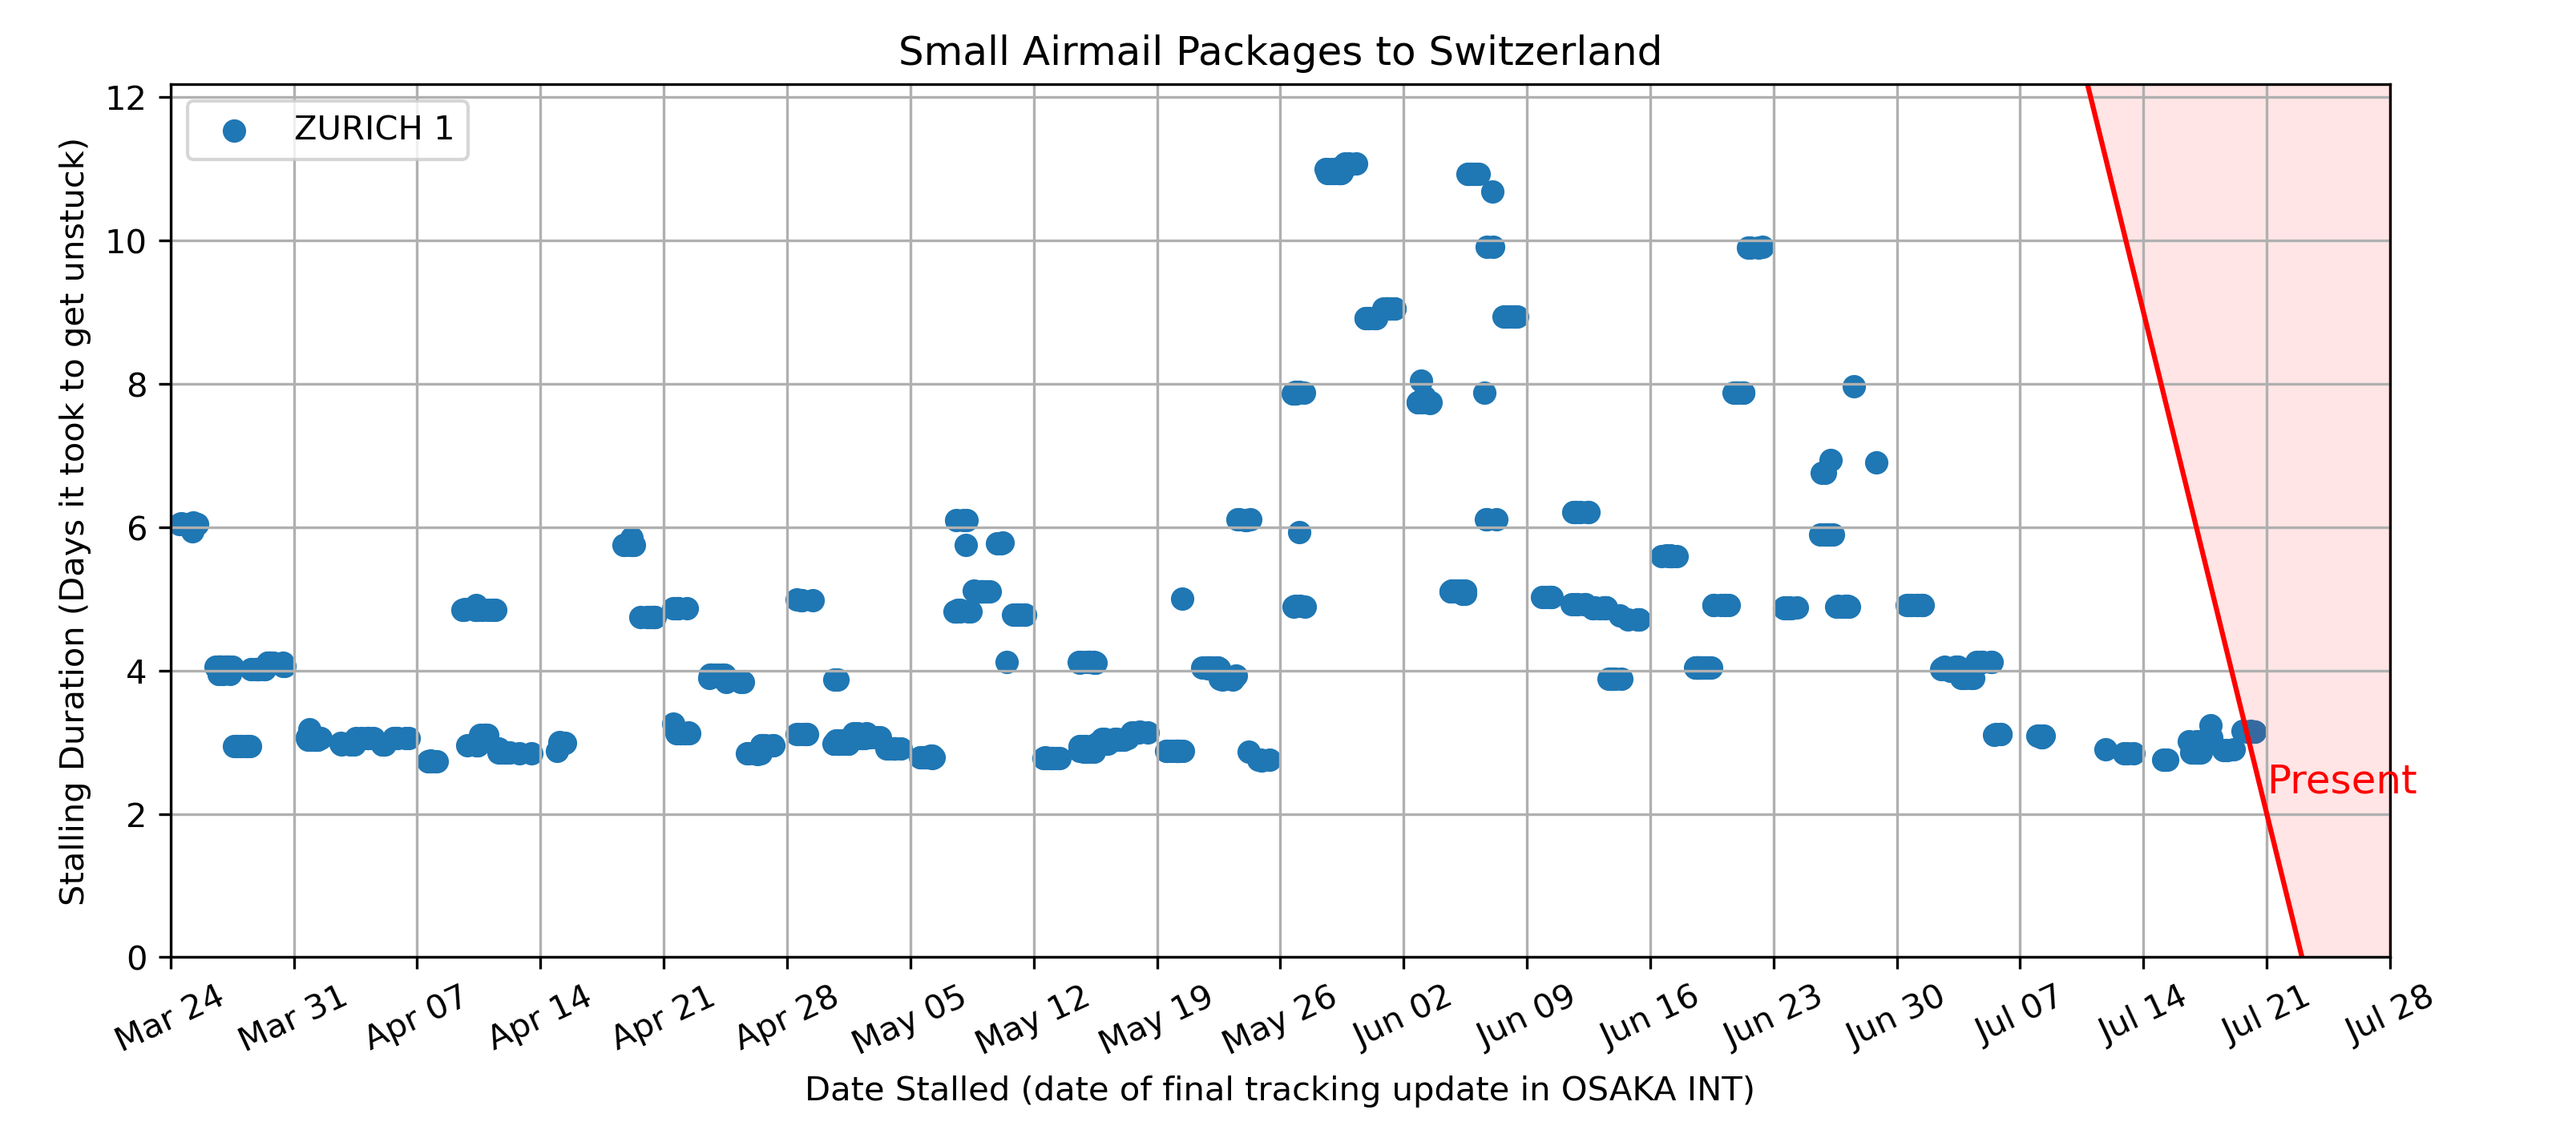 Small Airmail Packages to Switzerland
ZURICH 1
Stalling Duration (Days it took to get unstuck)
12
10
8
6
4
2
0
Present
Mar 24
Mar 31
Apr 07
Apr 14
Apr 21
Apr 28
May 05
May 12
May 19
May 26
Jun 02
Jun 09
Jun 16
Jun 23
Jun 30
Jul 07
Jul 14
Jul 21
Jul 28
Date Stalled (date of final tracking update in OSAKA INT)